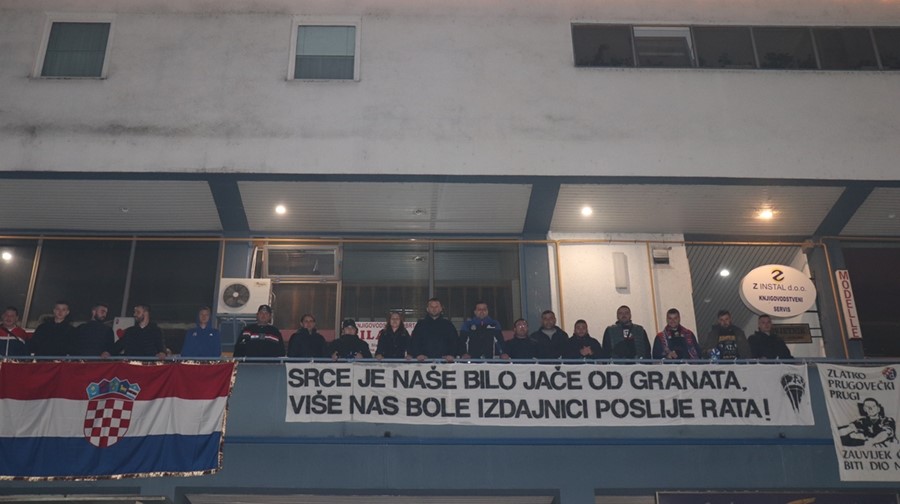 Z INSTAL d.o.o.
KNJIGOVODSTVENI
SERVIS
MODELLE
SRCE JE NAŠE BILO JAČE OD GRANATA,
VIŠE NAS BOLE IZDAJNICI POSLIJE RATA!
ZLATKO
PRUGOVEČKI
PRUGI
ZAUVIJEK
BITI DIO